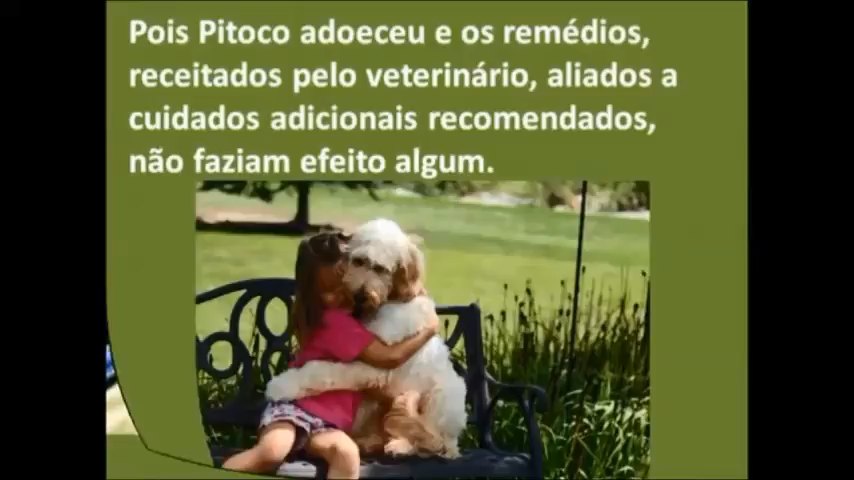 Pois Pitoco adoeceu e os remédios,
receitados pelo veterinário, aliados a
cuidados adicionais recomendados,
não faziam efeito algum.